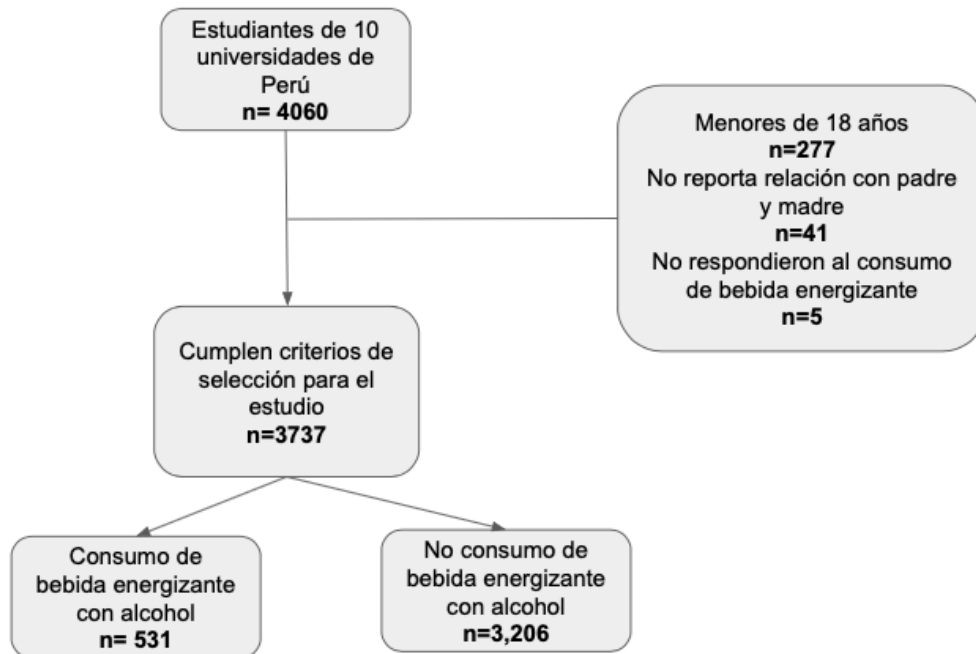 Estudiantes de 10
universidades de
Perú
n= 4060
Menores de 18 años
n=277
No reporta relación con padre
y madre
n=41
No respondieron al consumo
de bebida energizante
n=5
Cumplen criterios de
selección para el
estudio
n=3737
Consumo de
bebida energizante
con alcohol
n= 531
No consumo de
bebida energizante
con alcohol
n=3,206